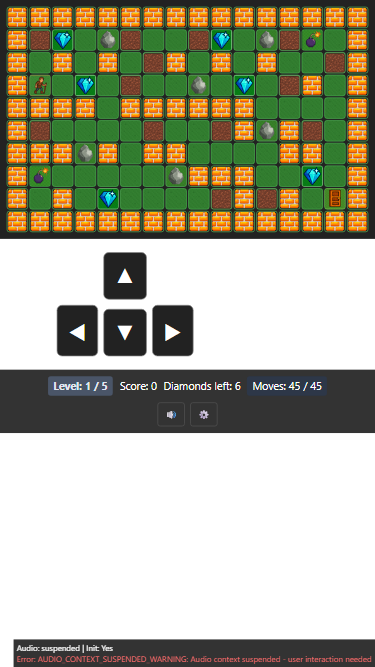 Level: 1 / 5 Score: 0 Diamonds left: 6 Moves: 45 / 45
Audio: suspended | Init: Yes
Error: AUDIO_CONTEXT_SUSPENDED_WARNING: Audio context suspended - user interaction needed